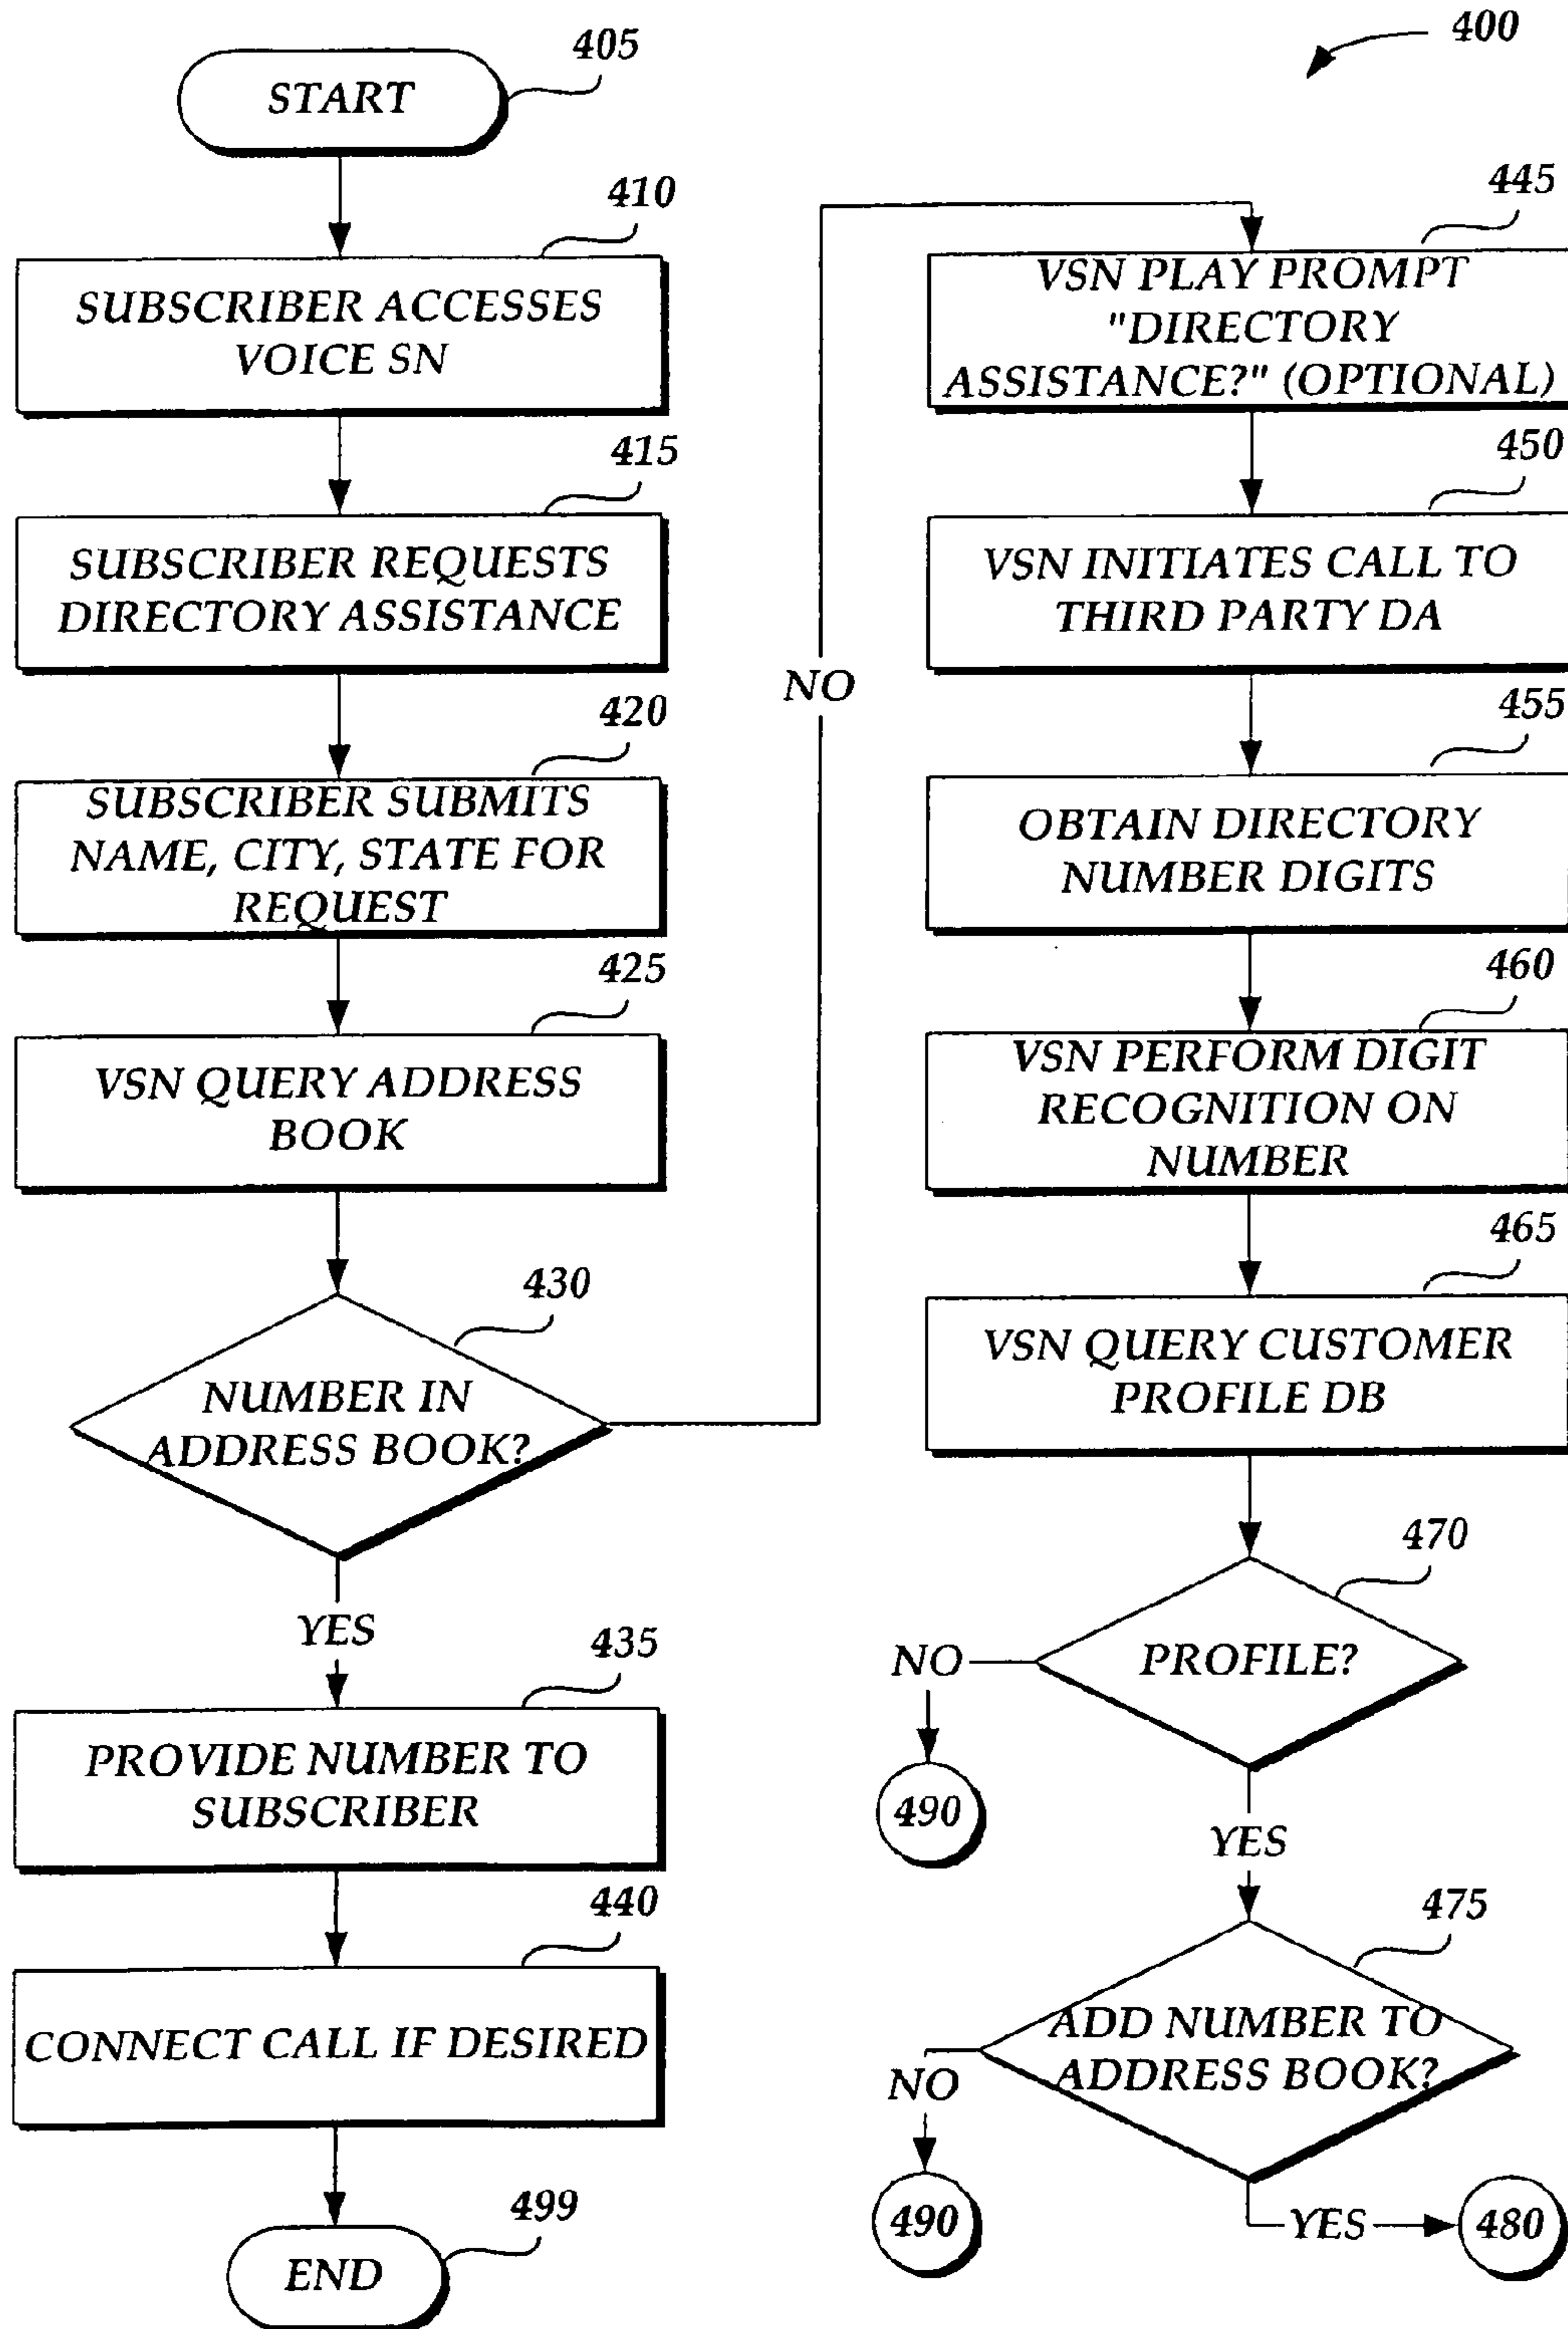 400
405
START
410
SUBSCRIBER ACCESSES
VOICE SN
415
SUBSCRIBER REQUESTS
DIRECTORY ASSISTANCE
420
SUBSCRIBER SUBMITS
NAME, CITY, STATE FOR
REQUEST
425
VSN QUERY ADDRESS
BOOK
430
NUMBER IN
ADDRESS BOOK?
NO
YES
435
PROVIDE NUMBER TO
SUBSCRIBER
440
CONNECT CALL IF DESIRED
499
END
445
VSN PLAY PROMPT
"DIRECTORY
ASSISTANCE?" (OPTIONAL)
450
VSN INITIATES CALL TO
THIRD PARTY DA
455
OBTAIN DIRECTORY
NUMBER DIGITS
460
VSN PERFORM DIGIT
RECOGNITION ON
NUMBER
465
VSN QUERY CUSTOMER
PROFILE DB
470
PROFILE?
NO
490
YES
475
ADD NUMBER TO
ADDRESS BOOK?
NO
490
YES
480